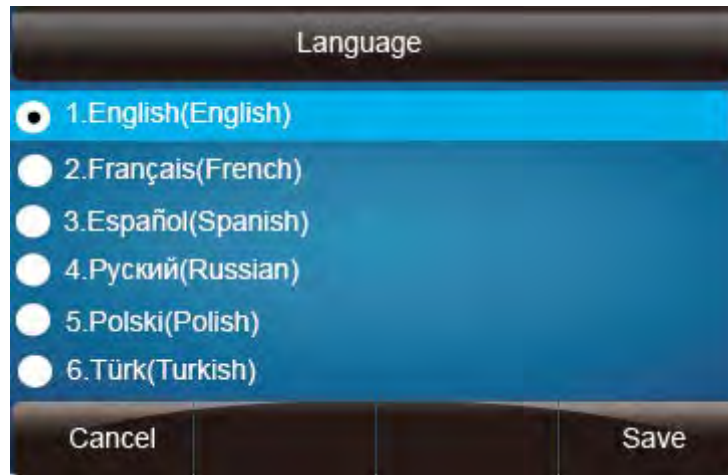 Language
1.English(English)
2.Français(French)
3.Español(Spanish)
4.Руский(Russian)
5.Polski(Polish)
6.Türk(Turkish)
Cancel Save